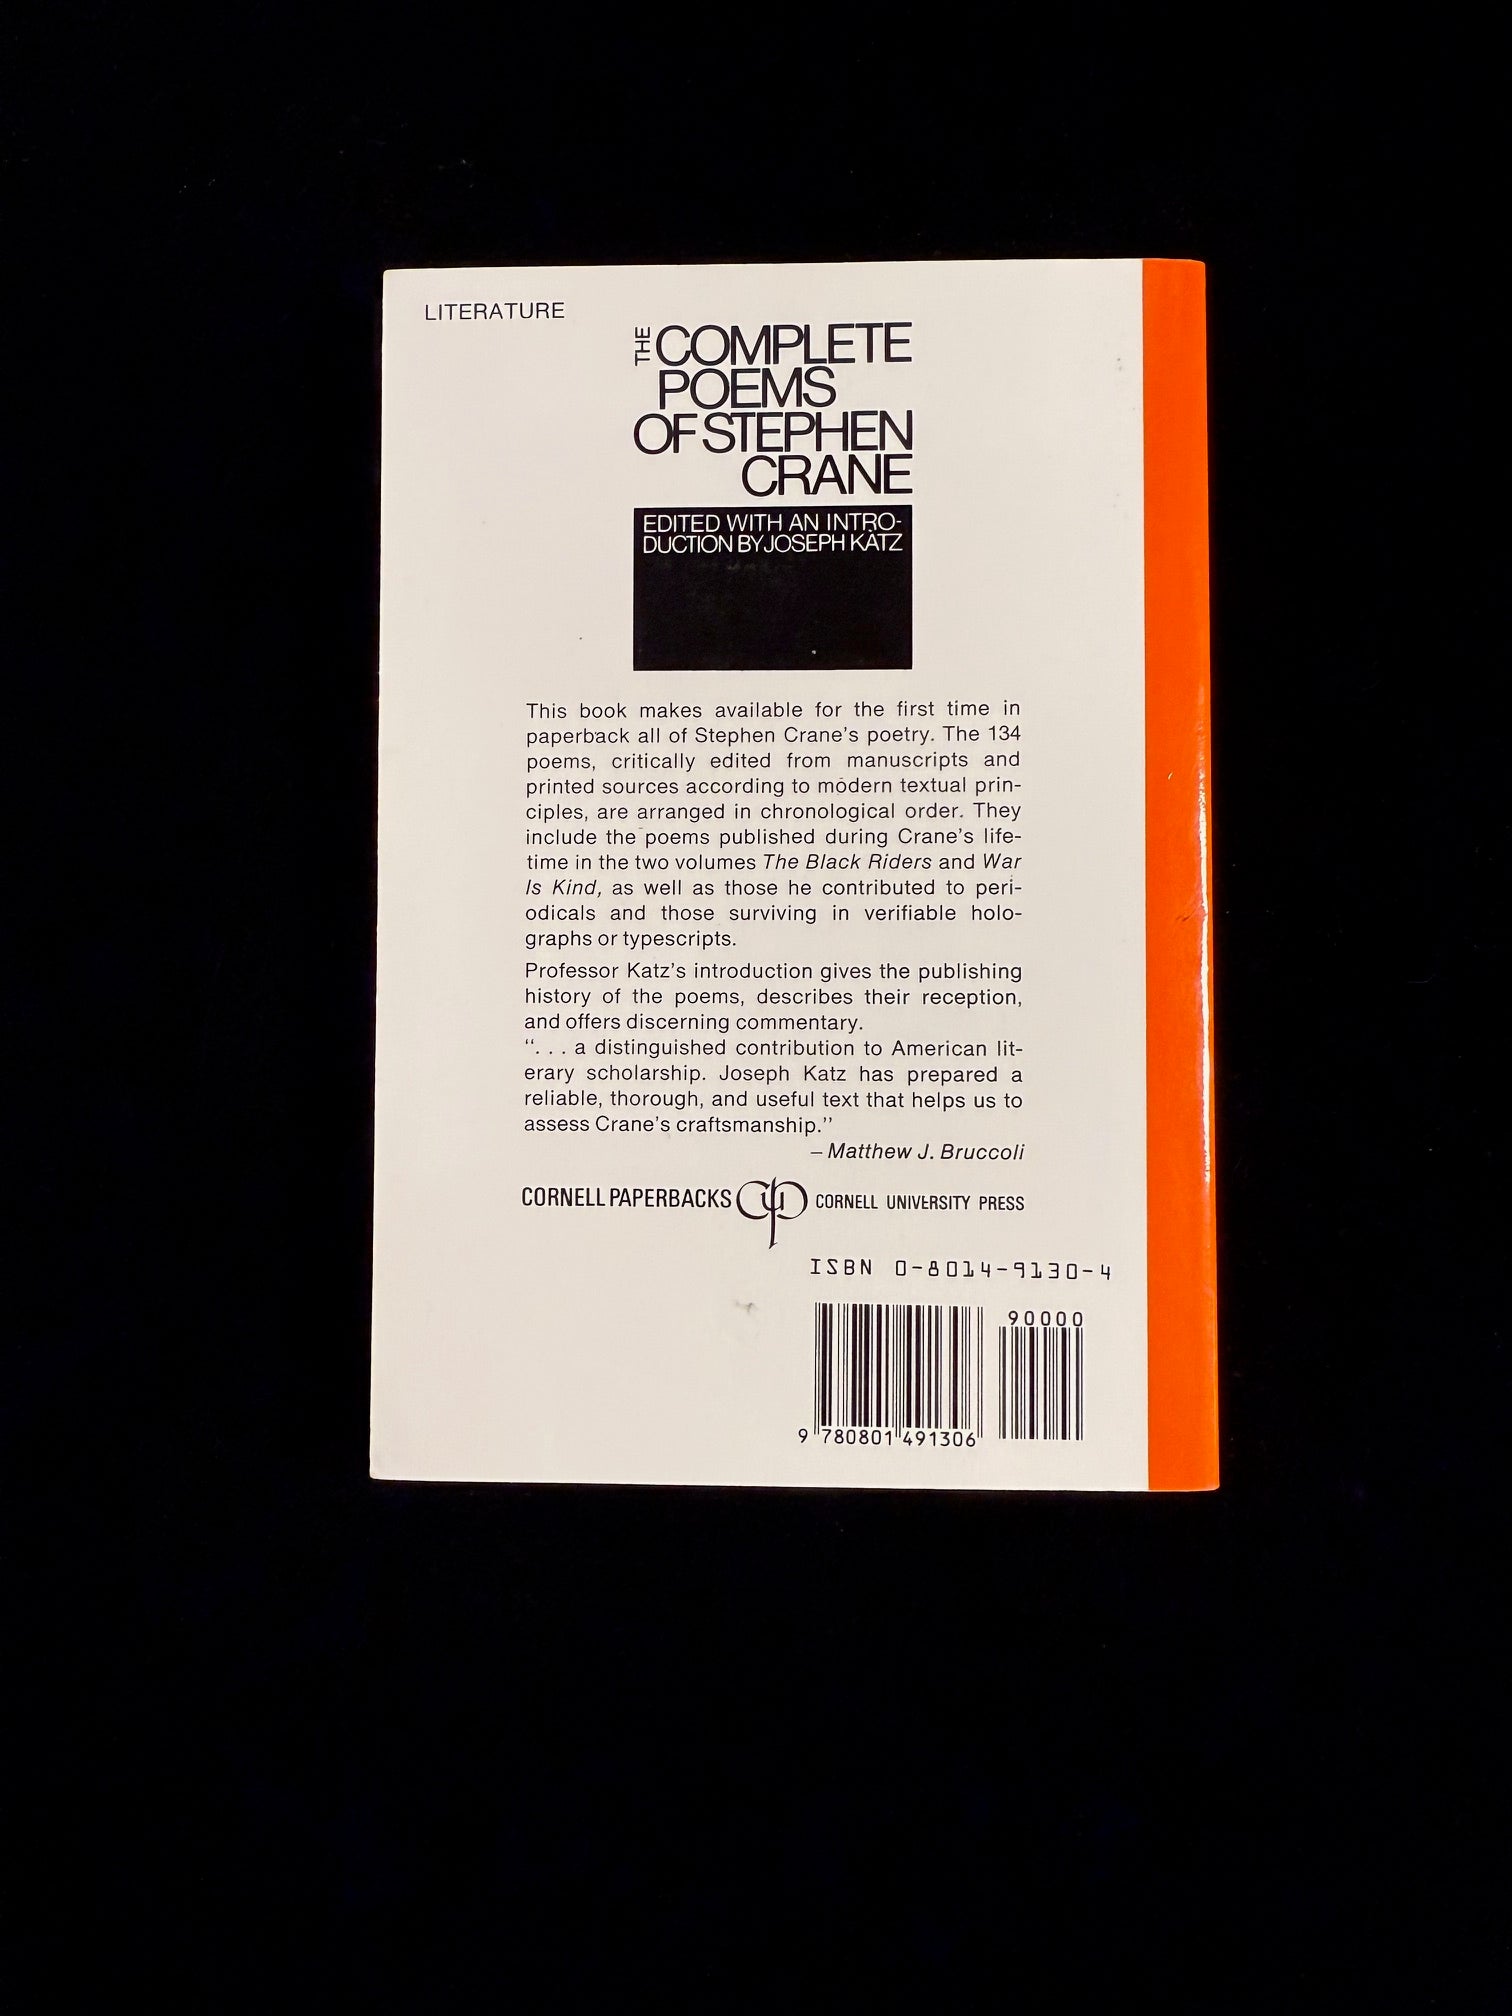 LITERATURE
THE COMPLETE
POEMS
OF STEPHEN
CRANE
EDITED WITH AN INTRO-
DUCTION BY JOSEPH KATZ
This book makes available for the first time in
paperback all of Stephen Crane's poetry. The 134
poems, critically edited from manuscripts and
printed sources according to modern textual prin-
ciples, are arranged in chronological order. They
include the poems published during Crane's life-
time in the two volumes The Black Riders and War
Is Kind, as well as those he contributed to peri-
odicals and those surviving in verifiable holo-
graphs or typescripts.
Professor Katz's introduction gives the publishing
history of the poems, describes their reception,
and offers discerning commentary.
". . . a distinguished contribution to American lit-
erary scholarship. Joseph Katz has prepared a
reliable, thorough, and useful text that helps us to
assess Crane's craftsmanship."
– Matthew J. Bruccoli
CORNELL PAPERBACKS cup CORNELL UNIVERSITY PRESS
ISBN 0-8014-9130-4
90000
9 780801 491306